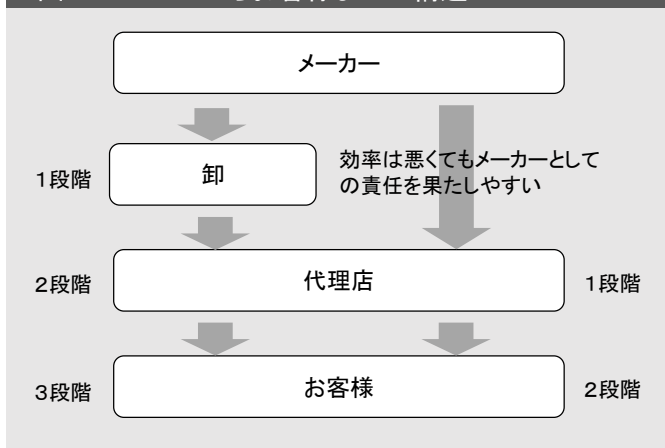 メーカー
1段階
卸
効率は悪くてもメーカーとして
の責任を果たしやすい
2段階
代理店
1段階
3段階
お客様
2段階